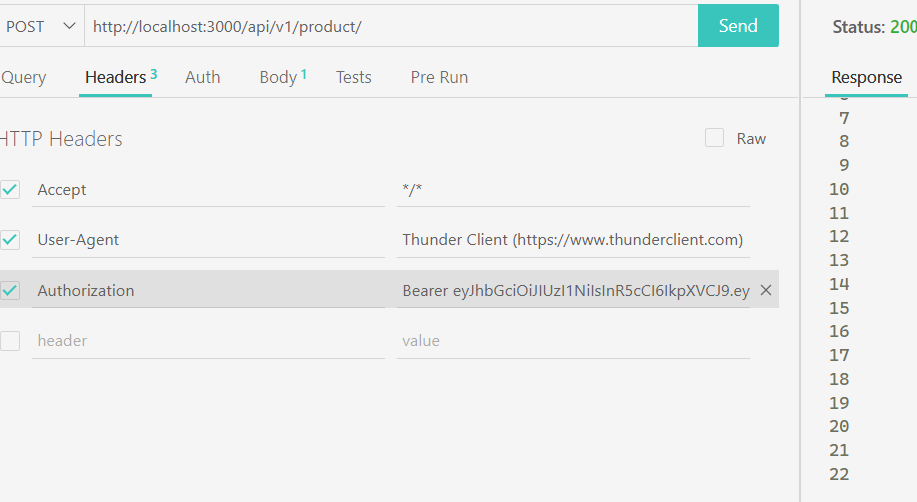 POST http://localhost:3000/api/v1/product/ Send
Status: 200
Query Headers 3 Auth Body 1 Tests Pre Run
Response
HTTP Headers Raw
Accept */*
User-Agent Thunder Client (https://www.thunderclient.com)
Authorization Bearer eyJhbGciOiJIUzI1NiIsInR5cCI6IkpXVCJ9.ey
header value
7
8
9
10
11
12
13
14
15
16
17
18
19
20
21
22